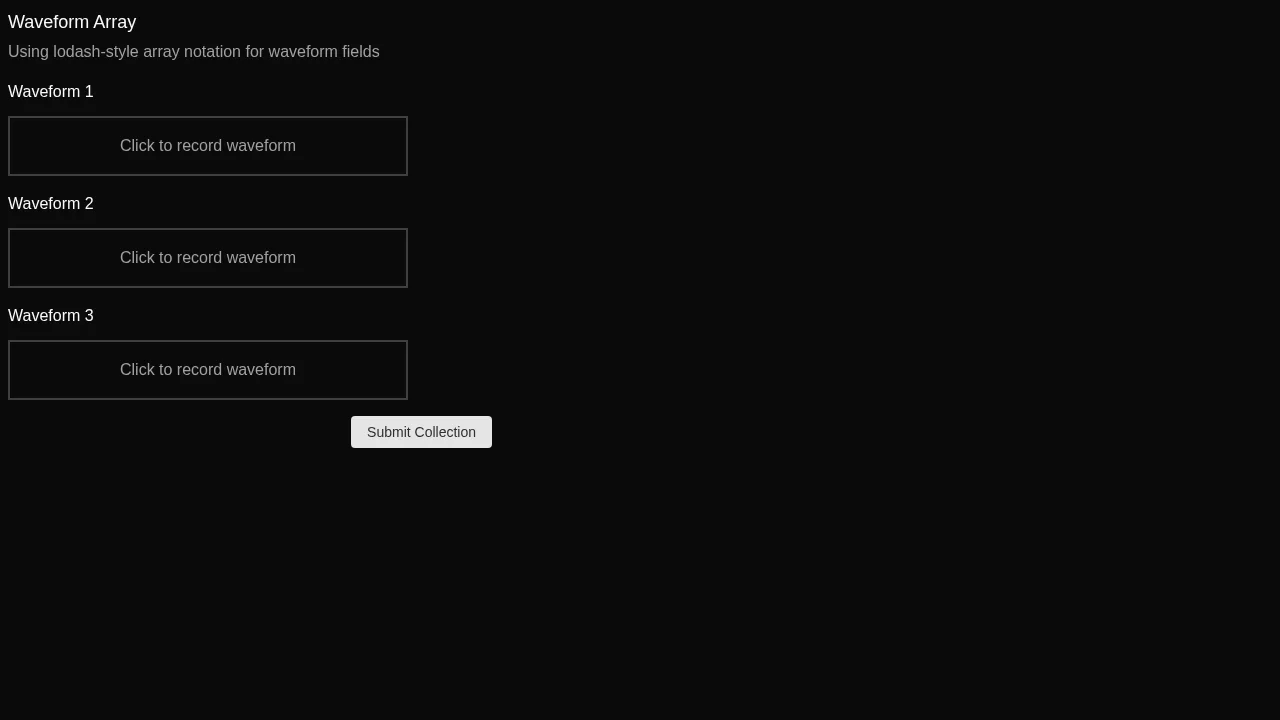 Waveform Array
Using lodash-style array notation for waveform fields
Waveform 1
Click to record waveform
Waveform 2
Click to record waveform
Waveform 3
Click to record waveform
Submit Collection